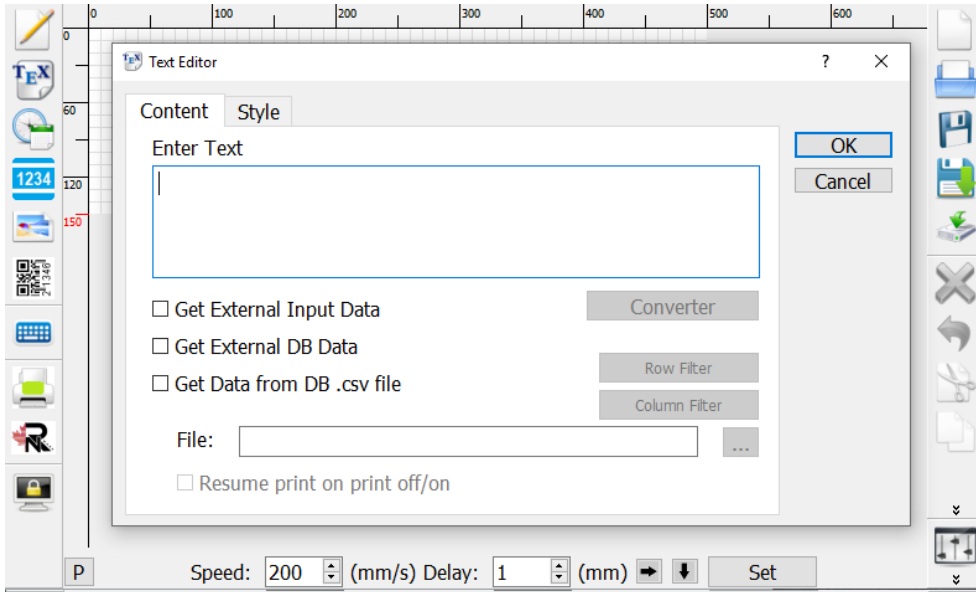 0 100 200 300 400 500 600
0
TEX
Text Editor ? ×
TEX
Content Style
60
Enter Text
OK
1234
120
Cancel
150
Get External Input Data Converter
Get External DB Data
Row Filter
Get Data from DB .csv file
Column Filter
File: ...
Resume print on print off/on
P Speed: 200 (mm/s) Delay: 1 (mm) Set